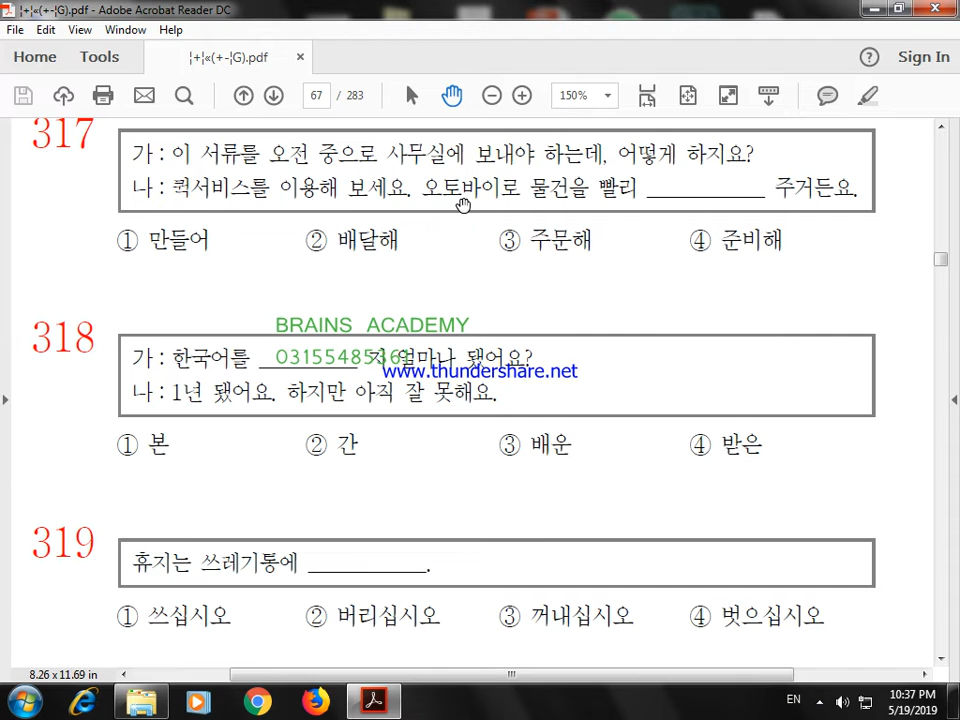 ¦+¦«(+-¦G).pdf - Adobe Acrobat Reader DC
File Edit View Window Help
Home Tools ¦+¦«(+-¦G).pdf × Sign In
67 / 283 150%
317
가 : 이 서류를 오전 중으로 사무실에 보내야 하는데, 어떻게 하지요?
나 : 퀵서비스를 이용해 보세요. 오토바이로 물건을 빨리 ____________ 주거든요.
① 만들어 ② 배달해 ③ 주문해 ④ 준비해
318
BRAINS ACADEMY
가 : 한국어를 __________ 지 얼마나 됐어요?
03155485361
www.thundershare.net
나 : 1년 됐어요. 하지만 아직 잘 못해요.
① 본 ② 간 ③ 배운 ④ 받은
319
휴지는 쓰레기통에 ____________.
① 쓰십시오 ② 버리십시오 ③ 꺼내십시오 ④ 벗으십시오
8.26 x 11.69 in
EN 10:37 PM
5/19/2019